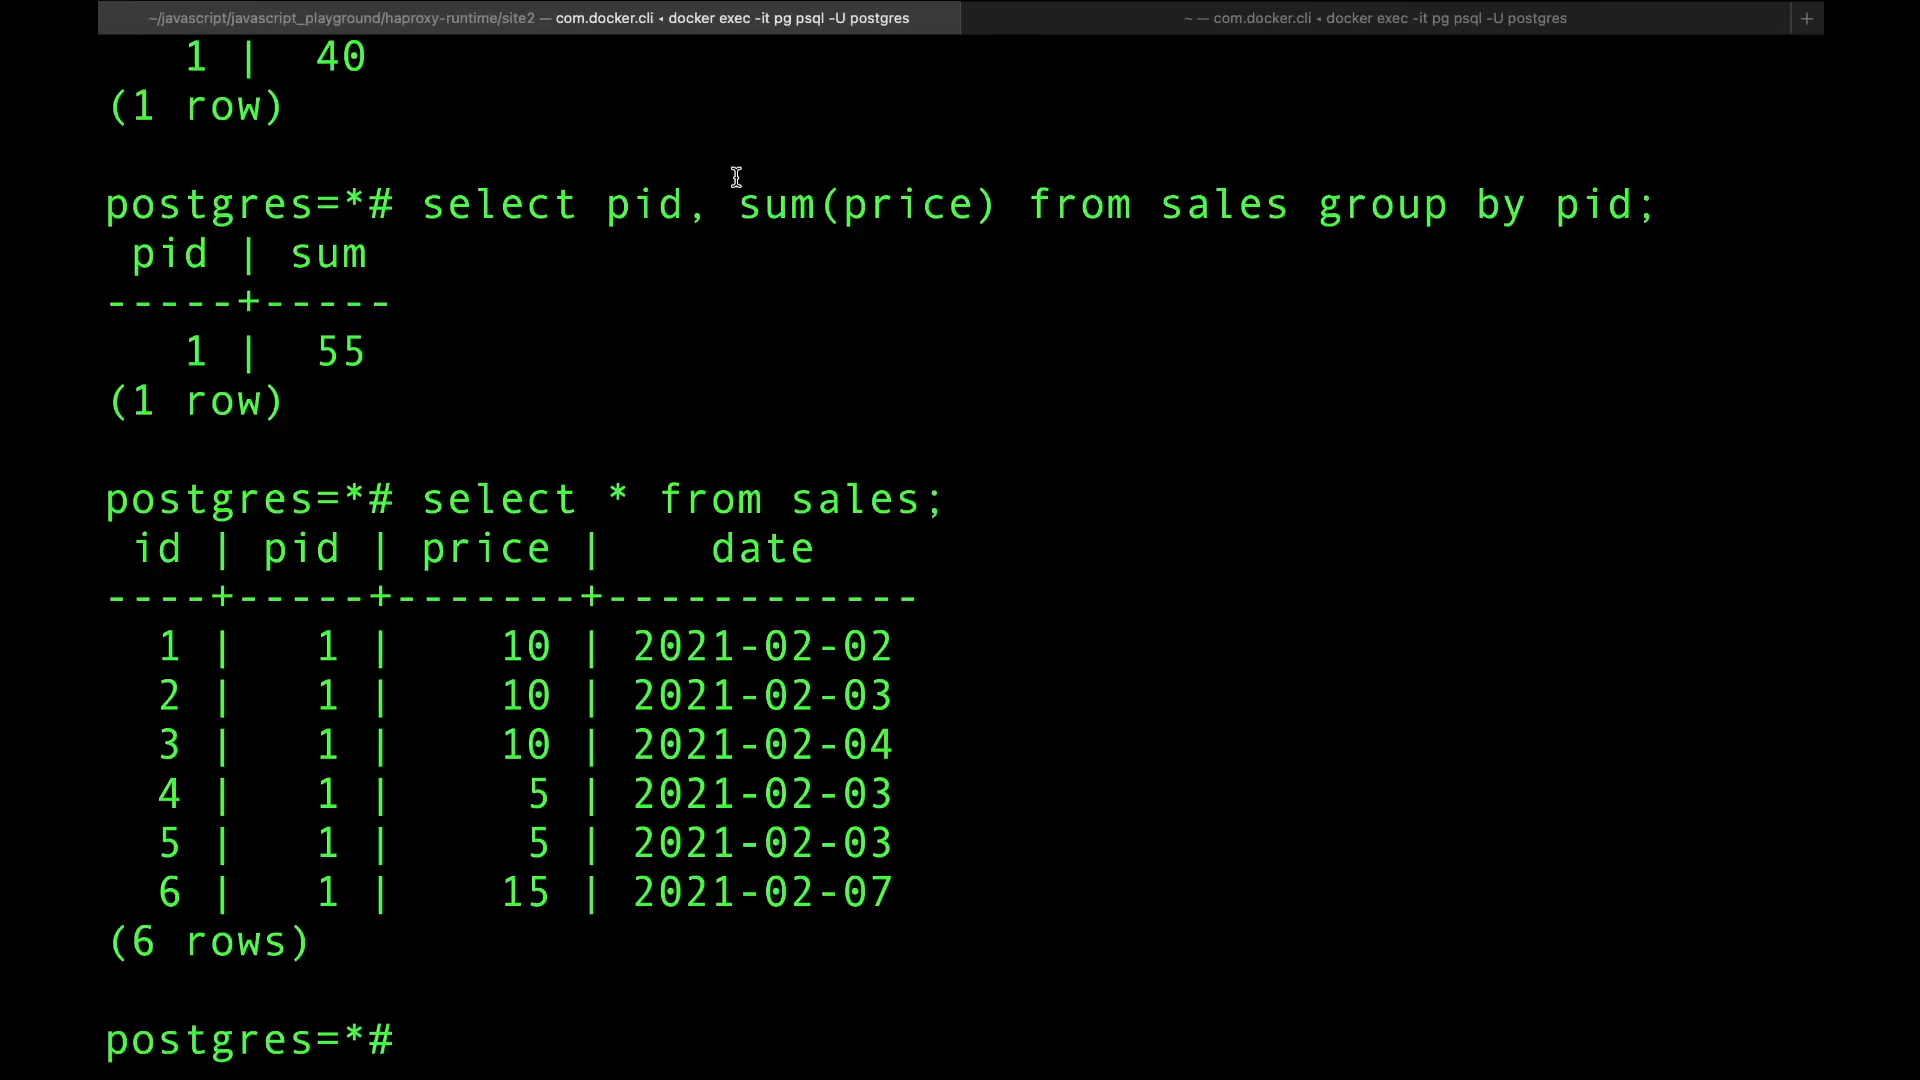 ~/javascript/javascript_playground/haproxy-runtime/site2 — com.docker.cli ◂ docker exec -it pg psql -U postgres
~ — com.docker.cli ◂ docker exec -it pg psql -U postgres
+
1 | 40
(1 row)
postgres=*# select pid, sum(price) from sales group by pid;
pid | sum
-----+-----
1 | 55
(1 row)
postgres=*# select * from sales;
id | pid | price | date
----+-----+-------+------------
1 | 1 | 10 | 2021-02-02
2 | 1 | 10 | 2021-02-03
3 | 1 | 10 | 2021-02-04
4 | 1 | 5 | 2021-02-03
5 | 1 | 5 | 2021-02-03
6 | 1 | 15 | 2021-02-07
(6 rows)
postgres=*#